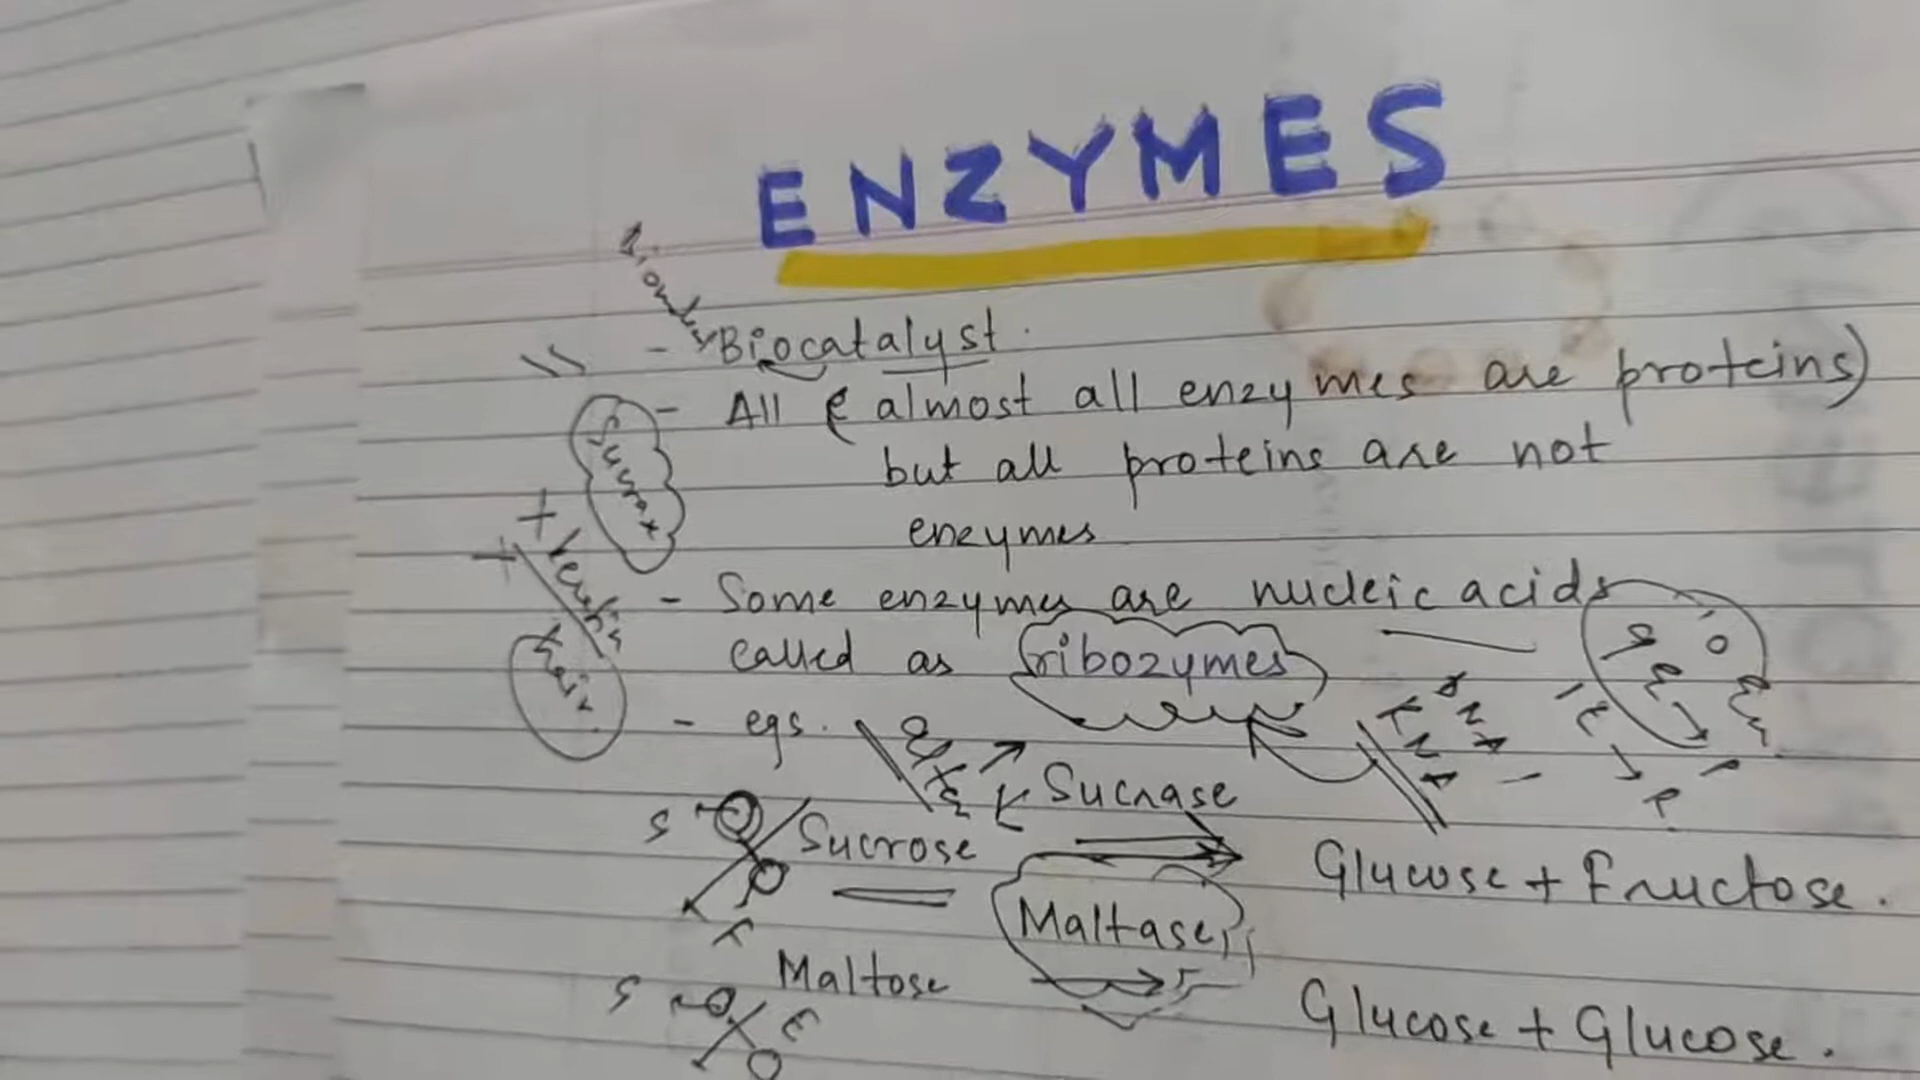 ENZYMES
- Biocatalyst.
- All (almost all enzymes are proteins)
but all proteins are not
enzymes
- Some enzymes are nucleic acids
called as ribozymes
- egs.
Sucrase
Sucrose
Glucose + Fructose.
Maltase
Maltose
Glucose + Glucose.